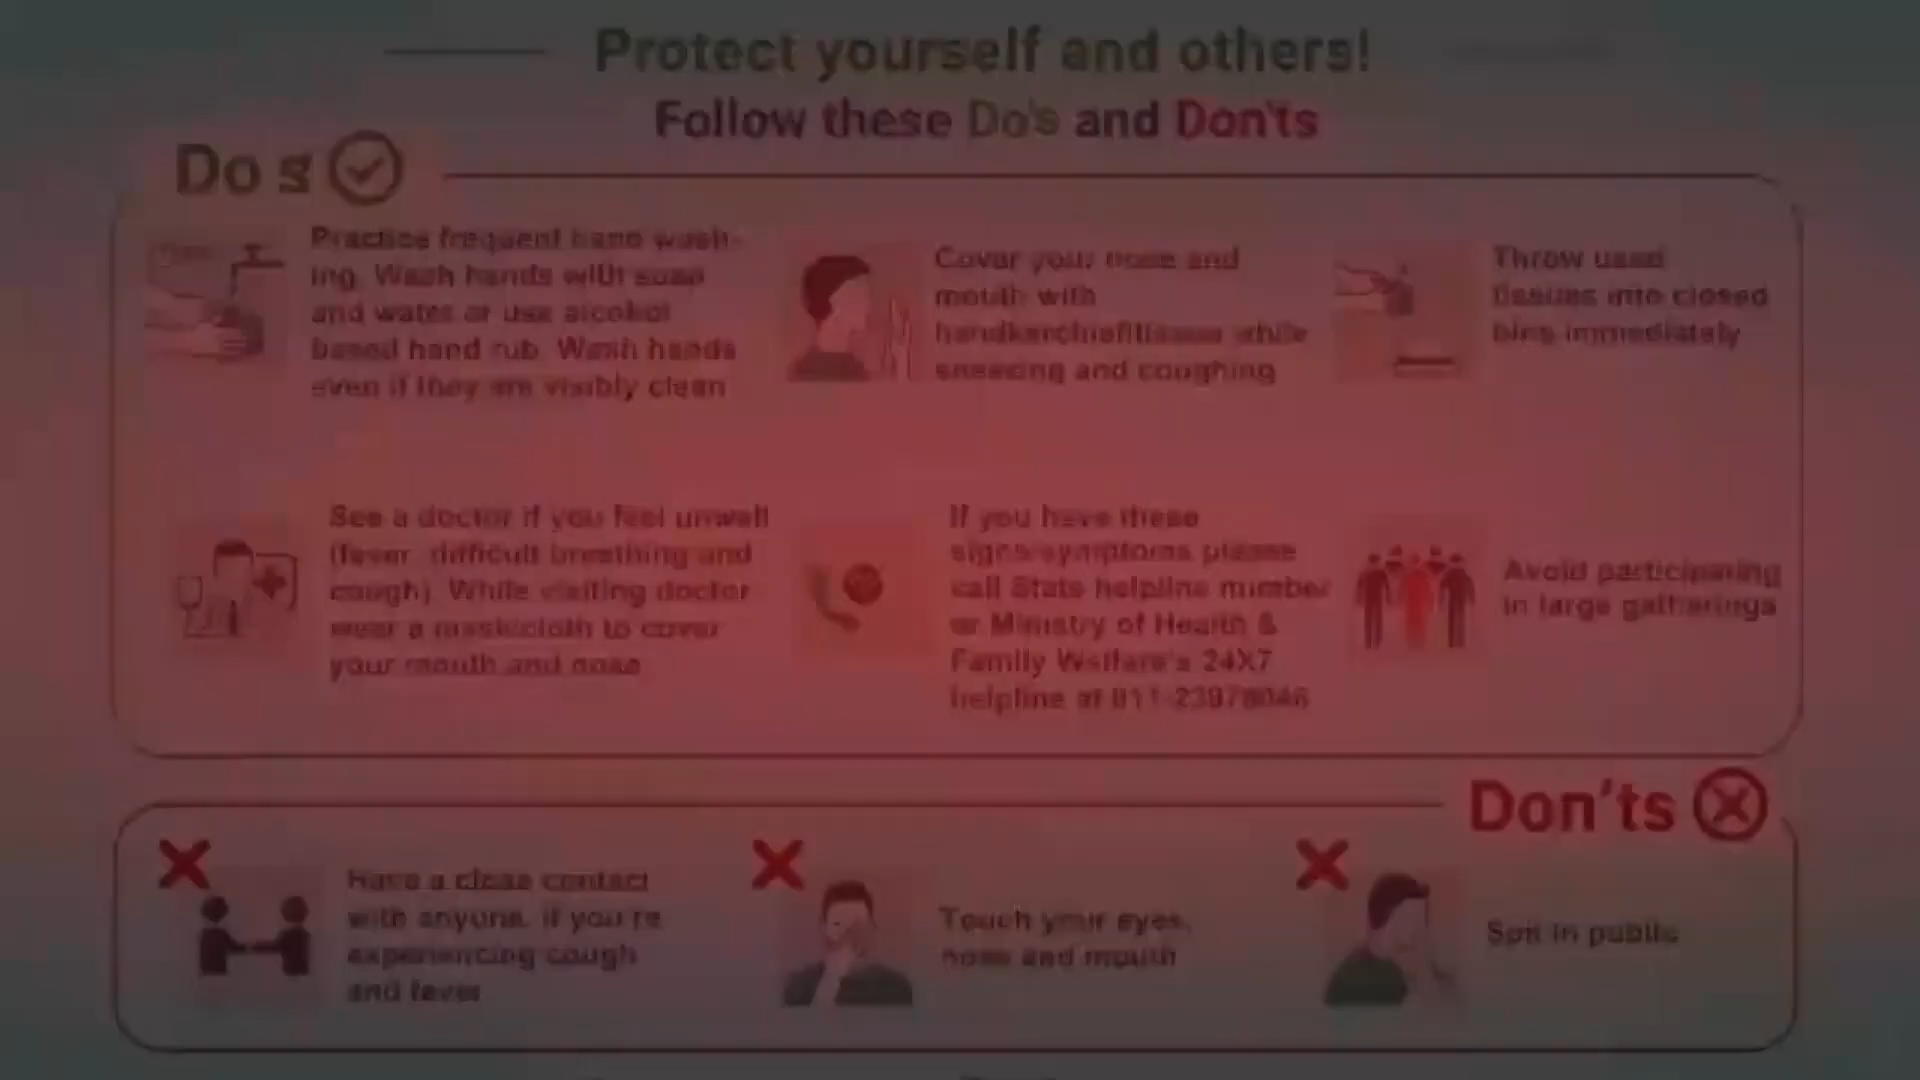 Protect yourself and others!
Follow these Do's and Don'ts
Do s
Practice frequent hand wash-
ing. Wash hands with soap
and water or use alcohol
based hand rub. Wash hands
even if they are visibly clean
Cover your nose and
mouth with
handkerchief/tissue while
sneezing and coughing
Throw used
tissues into closed
bins immediately
See a doctor if you feel unwell
(fever, difficult breathing and
cough). While visiting doctor
wear a mask/cloth to cover
your mouth and nose
If you have these
signs/symptoms please
call State helpline number
or Ministry of Health &
Family Welfare's 24X7
helpline at 011-23978046
Avoid participating
in large gatherings
Don'ts
Have a close contact
with anyone, if you're
experiencing cough
and fever
Touch your eyes,
nose and mouth
Spit in public